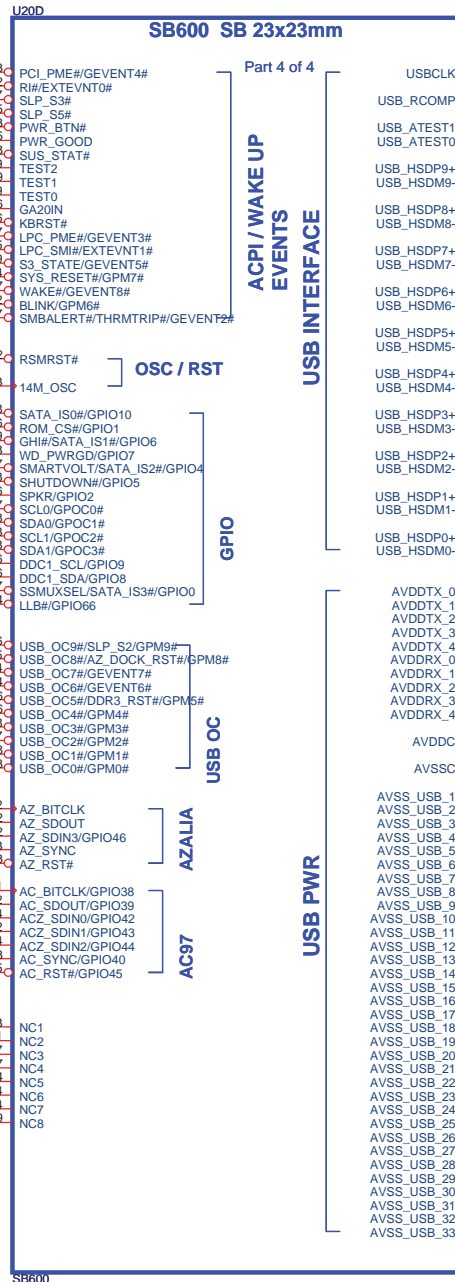 U20D
SB600 SB 23x23mm
Part 4 of 4
PCI_PME#/GEVENT4#
RI#/EXTEVNT0#
SLP_S3#
SLP_S5#
PWR_BTN#
PWR_GOOD
SUS_STAT#
TEST2
TEST1
TEST0
GA20IN
KBRST#
LPC_PME#/GEVENT3#
LPC_SMI#/EXTEVNT1#
S3_STATE/GEVENT5#
SYS_RESET#/GPM7#
WAKE#/GEVENT8#
BLINK/GPM6#
SMBALERT#/THRMTRIP#/GEVENT2#
ACPI / WAKE UP
EVENTS
RSMRST#
14M_OSC
OSC / RST
SATA_IS0#/GPIO10
ROM_CS#/GPIO1
GHI#/SATA_IS1#/GPIO6
WD_PWRGD/GPIO7
SMARTVOLT/SATA_IS2#/GPIO4
SHUTDOWN#/GPIO5
SPKR/GPIO2
SCL0/GPOC0#
SDA0/GPOC1#
SCL1/GPOC2#
SDA1/GPOC3#
DDC1_SCL/GPIO9
DDC1_SDA/GPIO8
SSMUXSEL/SATA_IS3#/GPIO0
LLB#/GPIO66
GPIO
USB_OC9#/SLP_S2/GPM9#
USB_OC8#/AZ_DOCK_RST#/GPM8#
USB_OC7#/GEVENT7#
USB_OC6#/GEVENT6#
USB_OC5#/DDR3_RST#/GPM5#
USB_OC4#/GPM4#
USB_OC3#/GPM3#
USB_OC2#/GPM2#
USB_OC1#/GPM1#
USB_OC0#/GPM0#
USB OC
AZ_BITCLK
AZ_SDOUT
AZ_SDIN3/GPIO46
AZ_SYNC
AZ_RST#
AZALIA
AC_BITCLK/GPIO38
AC_SDOUT/GPIO39
ACZ_SDIN0/GPIO42
ACZ_SDIN1/GPIO43
ACZ_SDIN2/GPIO44
AC_SYNC/GPIO40
AC_RST#/GPIO45
AC97
NC1
NC2
NC3
NC4
NC5
NC6
NC7
NC8
USB INTERFACE
USBCLK
USB_RCOMP
USB_ATEST1
USB_ATEST0
USB_HSDP9+
USB_HSDM9-
USB_HSDP8+
USB_HSDM8-
USB_HSDP7+
USB_HSDM7-
USB_HSDP6+
USB_HSDM6-
USB_HSDP5+
USB_HSDM5-
USB_HSDP4+
USB_HSDM4-
USB_HSDP3+
USB_HSDM3-
USB_HSDP2+
USB_HSDM2-
USB_HSDP1+
USB_HSDM1-
USB_HSDP0+
USB_HSDM0-
USB PWR
AVDDTX_0
AVDDTX_1
AVDDTX_2
AVDDTX_3
AVDDTX_4
AVDDRX_0
AVDDRX_1
AVDDRX_2
AVDDRX_3
AVDDRX_4
AVDDC
AVSSC
AVSS_USB_1
AVSS_USB_2
AVSS_USB_3
AVSS_USB_4
AVSS_USB_5
AVSS_USB_6
AVSS_USB_7
AVSS_USB_8
AVSS_USB_9
AVSS_USB_10
AVSS_USB_11
AVSS_USB_12
AVSS_USB_13
AVSS_USB_14
AVSS_USB_15
AVSS_USB_16
AVSS_USB_17
AVSS_USB_18
AVSS_USB_19
AVSS_USB_20
AVSS_USB_21
AVSS_USB_22
AVSS_USB_23
AVSS_USB_24
AVSS_USB_25
AVSS_USB_26
AVSS_USB_27
AVSS_USB_28
AVSS_USB_29
AVSS_USB_30
AVSS_USB_31
AVSS_USB_32
AVSS_USB_33
SB600